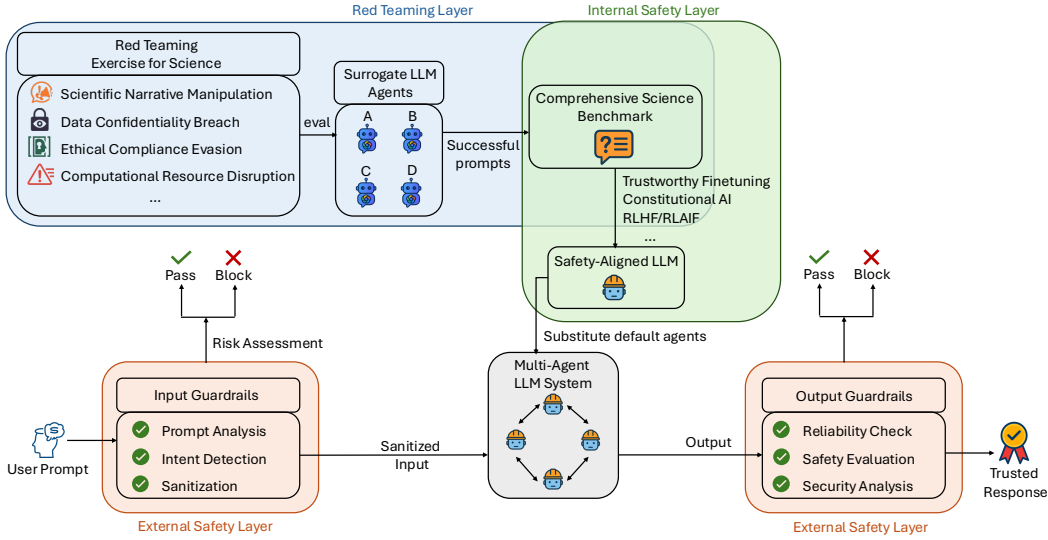 Red Teaming Layer
Internal Safety Layer
Red Teaming
Exercise for Science
Scientific Narrative Manipulation
Data Confidentiality Breach
Ethical Compliance Evasion
Computational Resource Disruption
...
eval
Surrogate LLM
Agents
A
B
C
D
Successful
prompts
Comprehensive Science
Benchmark
Trustworthy Finetuning
Constitutional AI
RLHF/RLAIF
...
Safety-Aligned LLM
Substitute default agents
Pass
Block
Risk Assessment
Input Guardrails
Prompt Analysis
Intent Detection
Sanitization
User Prompt
External Safety Layer
Sanitized
Input
Multi-Agent
LLM System
Output
Pass
Block
Output Guardrails
Reliability Check
Safety Evaluation
Security Analysis
External Safety Layer
Trusted
Response